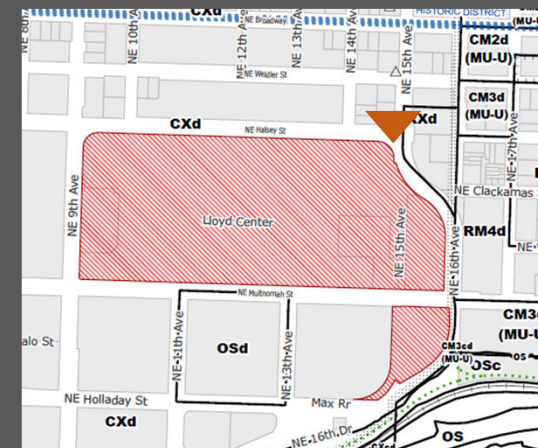 CXd
HISTORIC DISTRICT
NE Broadway
(MU-U)
NE 10th Ave
NE 12th Ave
NE 13th Ave
NE 14th Ave
NE 15th Ave
CM2d
(MU-U)
NE Weidler St
CM3d
(MU-U)
NE 17th Ave
CXd
NE Halsey St
NE 9th Ave
Lloyd Center
NE 15th Ave
NE 16th Ave
NE Clackamas
RM4d
NE Multnomah St
NE 11th Ave
OSd
NE 13th Ave
alo St
CM3cd
(MU-U)
OS
OSc
NE Holladay St
Max Rr
CXd
NE 16th Dr
OS